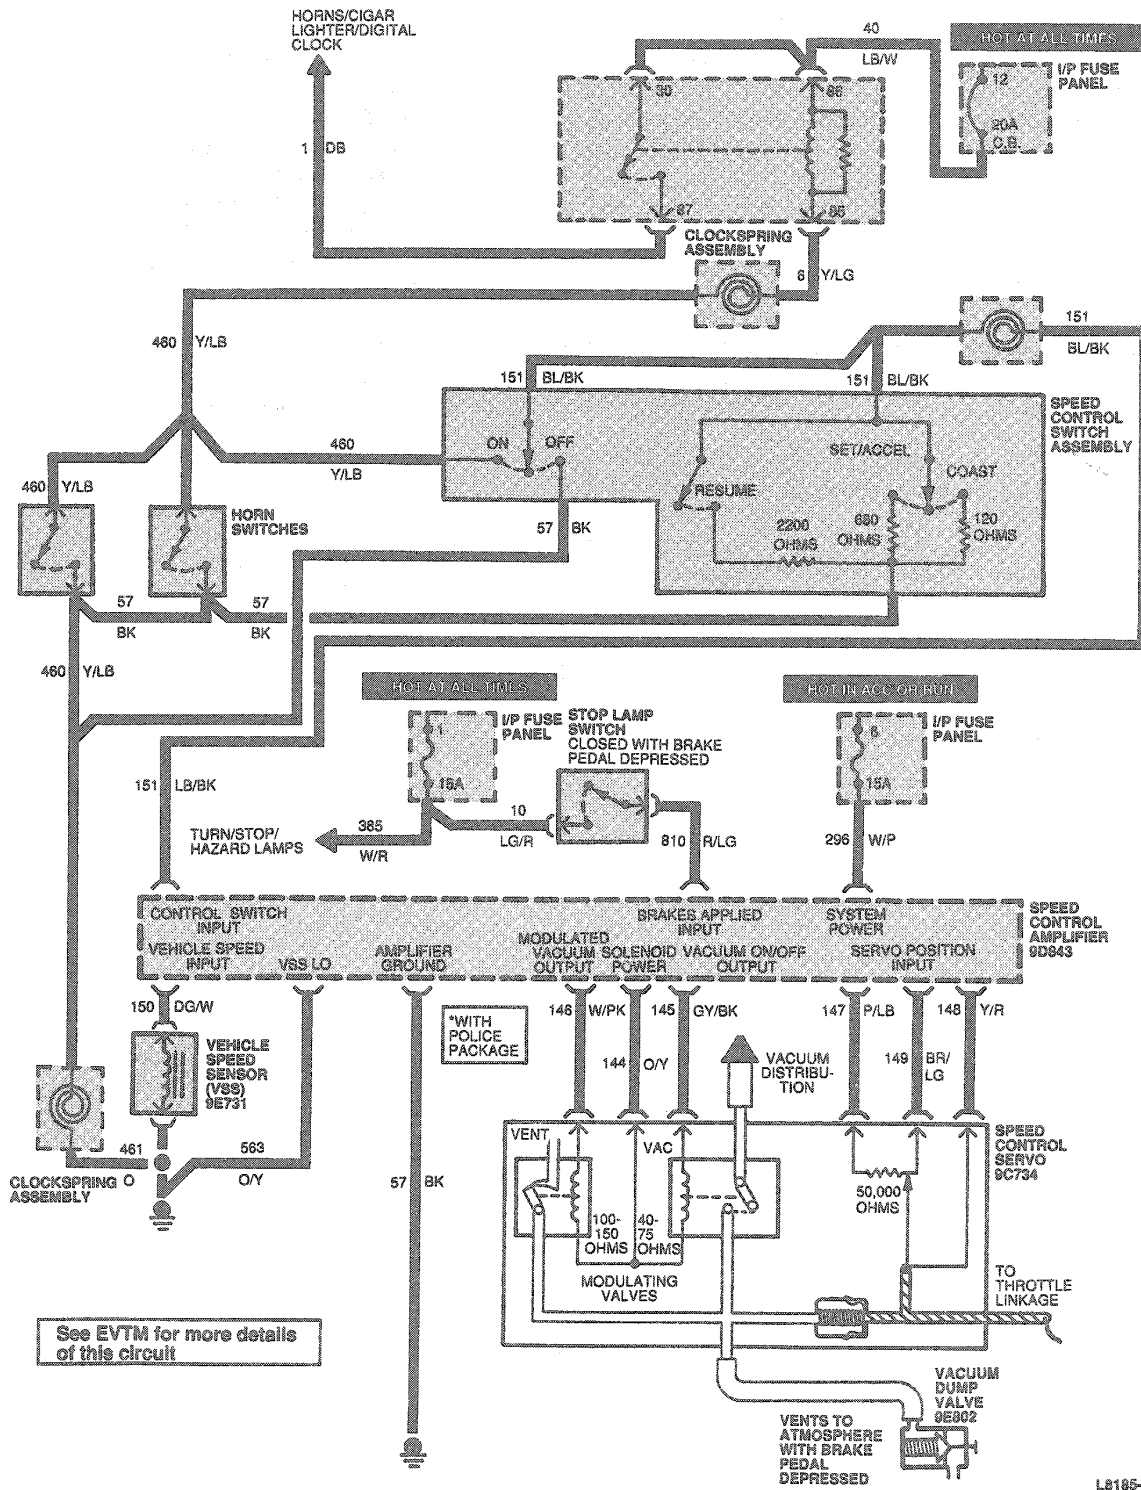 HORNS/CIGAR
LIGHTER/DIGITAL
CLOCK
40
LB/W
HOT AT ALL TIMES
I/P FUSE
PANEL
12
20A
C.B.
30
86
1 DB
87
85
CLOCKSPRING
ASSEMBLY
6 Y/LG
460 Y/LB
151
BL/BK
151 BL/BK
151 BL/BK
SPEED
CONTROL
SWITCH
ASSEMBLY
ON
OFF
460
Y/LB
SET/ACCEL
COAST
RESUME
460 Y/LB
HORN
SWITCHES
57 BK
2200
OHMS
680
OHMS
120
OHMS
57
BK
57
BK
460 Y/LB
HOT AT ALL TIMES
HOT IN ACC OR RUN
I/P FUSE
PANEL
1
15A
STOP LAMP
SWITCH
CLOSED WITH BRAKE
PEDAL DEPRESSED
I/P FUSE
PANEL
6
15A
151 LB/BK
TURN/STOP/
HAZARD LAMPS
385
W/R
10
LG/R
810 R/LG
296 W/P
CONTROL SWITCH
INPUT
BRAKES APPLIED
INPUT
SYSTEM
POWER
SPEED
CONTROL
AMPLIFIER
9D843
VEHICLE SPEED
INPUT
VSS LO
AMPLIFIER
GROUND
MODULATED
VACUUM
OUTPUT
SOLENOID
POWER
VACUUM ON/OFF
OUTPUT
SERVO POSITION
INPUT
150 DG/W
*WITH
POLICE
PACKAGE
146 W/PK
145 GY/BK
147 P/LB
148 Y/R
VEHICLE
SPEED
SENSOR
(VSS)
9E731
144 O/Y
VACUUM
DISTRIBU-
TION
149 BR/
LG
CLOCKSPRING
ASSEMBLY
461
O
563
O/Y
57 BK
VENT
VAC
SPEED
CONTROL
SERVO
9C734
50,000
OHMS
100-
150
OHMS
40-
75
OHMS
MODULATING
VALVES
TO
THROTTLE
LINKAGE
See EVTM for more details
of this circuit
VACUUM
DUMP
VALVE
9E802
VENTS TO
ATMOSPHERE
WITH BRAKE
PEDAL
DEPRESSED
L8185-